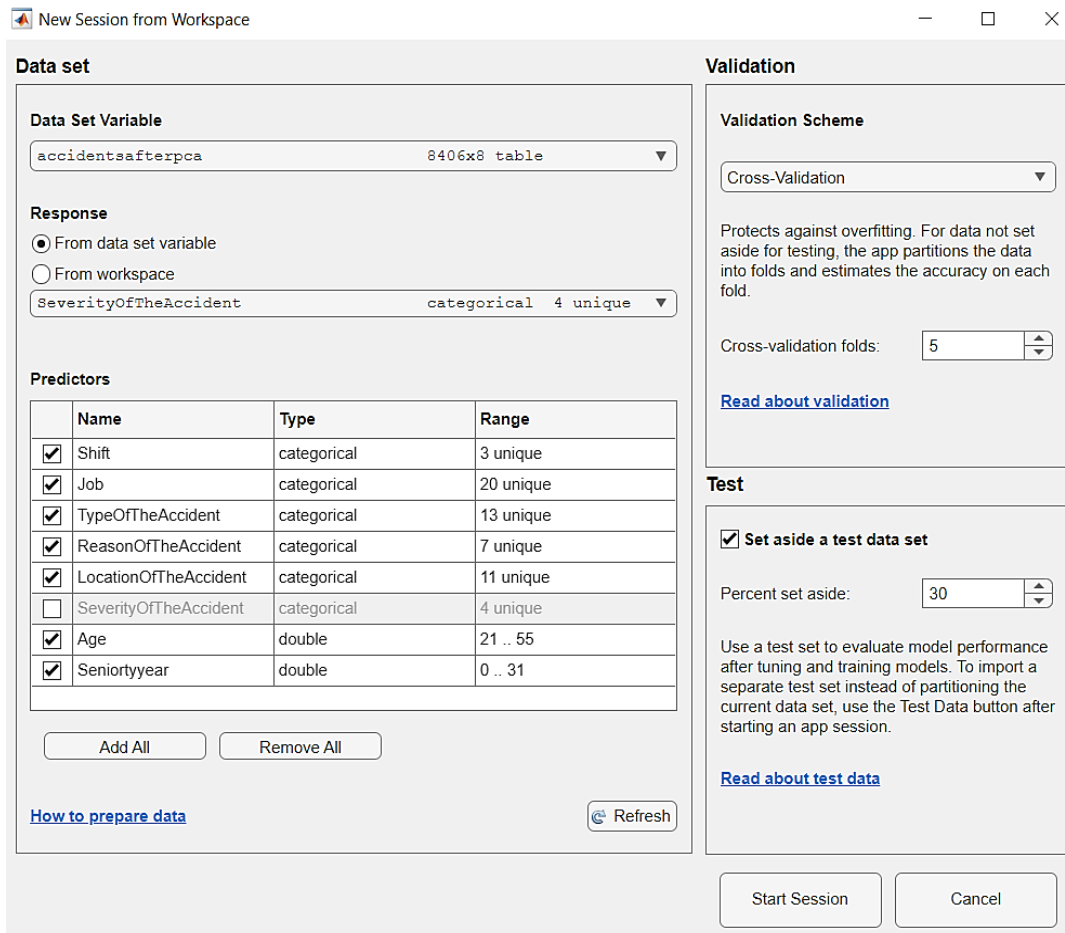 New Session from Workspace
Data set
Data Set Variable
accidentsafterpca 8406x8 table
Response
From data set variable
From workspace
SeverityOfTheAccident categorical 4 unique
Predictors
Name Type Range
Shift categorical 3 unique
Job categorical 20 unique
TypeOfTheAccident categorical 13 unique
ReasonOfTheAccident categorical 7 unique
LocationOfTheAccident categorical 11 unique
SeverityOfTheAccident categorical 4 unique
Age double 21 .. 55
Seniortyyear double 0 .. 31
Add All Remove All
How to prepare data Refresh
Validation
Validation Scheme
Cross-Validation
Protects against overfitting. For data not set
aside for testing, the app partitions the data
into folds and estimates the accuracy on each
fold.
Cross-validation folds: 5
Read about validation
Test
Set aside a test data set
Percent set aside: 30
Use a test set to evaluate model performance
after tuning and training models. To import a
separate test set instead of partitioning the
current data set, use the Test Data button after
starting an app session.
Read about test data
Start Session Cancel